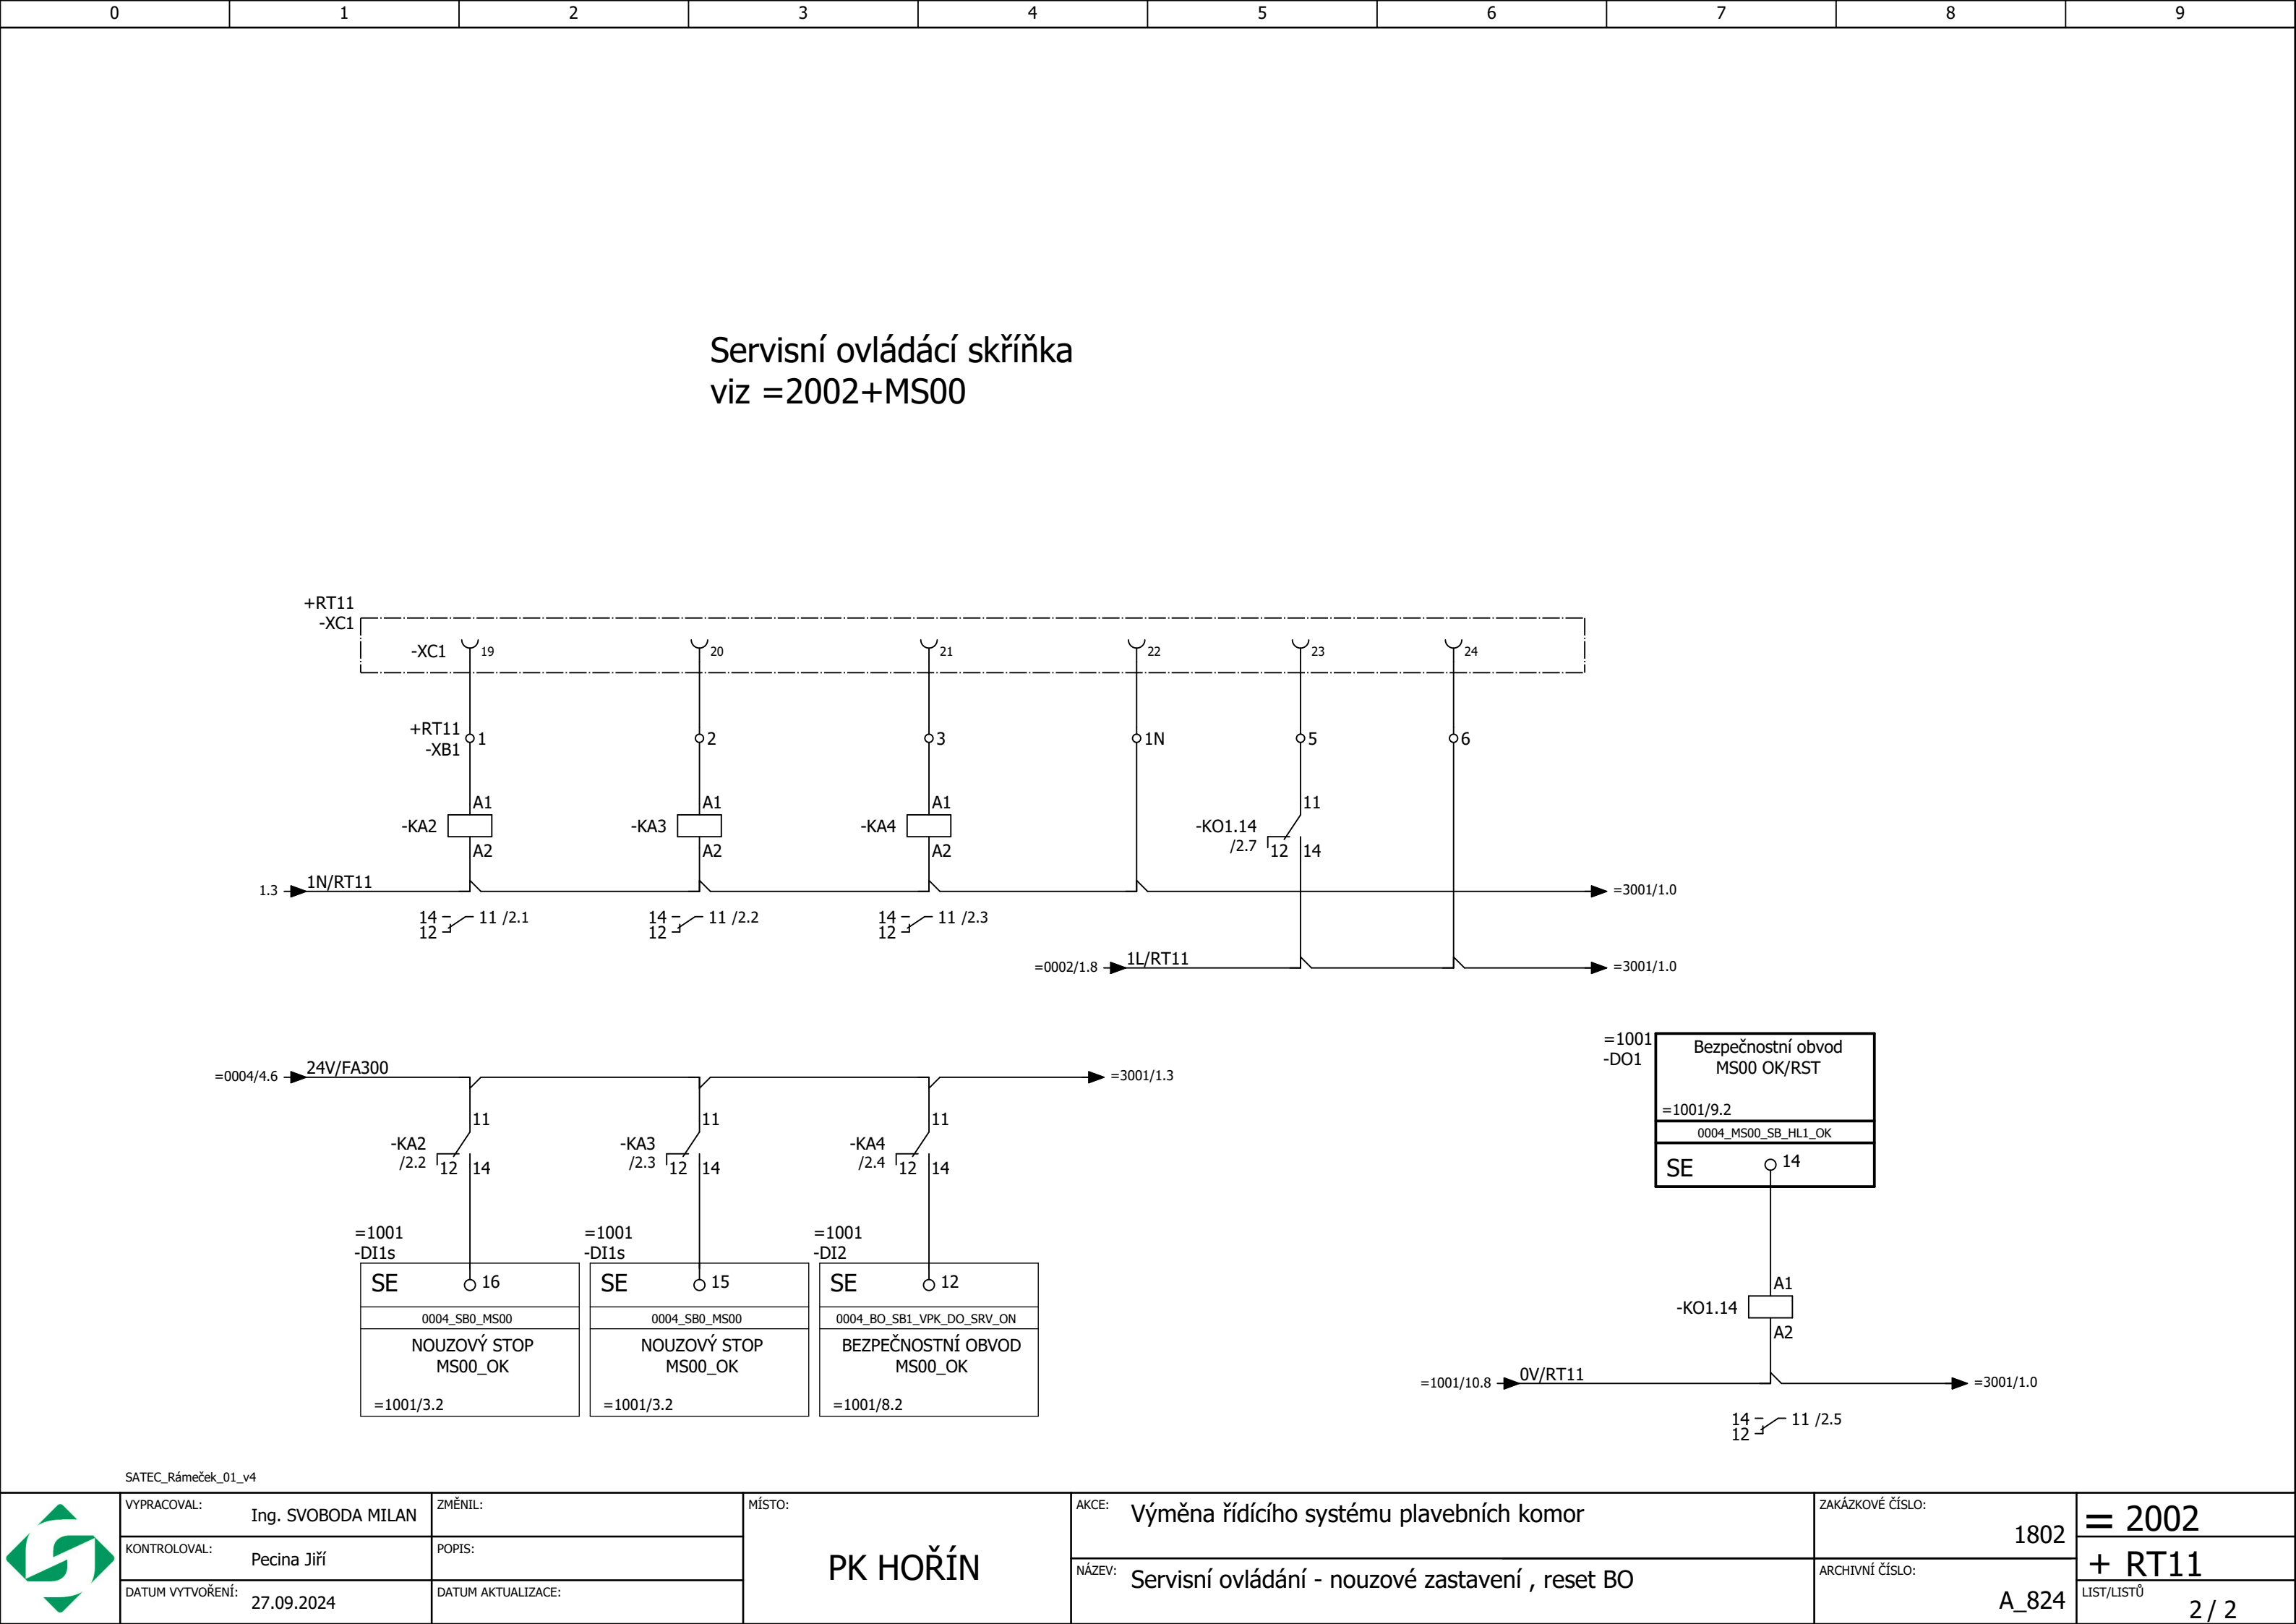 0 1 2 3 4 5 6 7 8 9
Servisní ovládácí skříňka
viz =2002+MS00
+RT11
-XC1
-XC1 19 20 21 22 23 24
+RT11
-XB1
1 2 3 1N 5 6
A1 A1 A1 11
-KA2 -KA3 -KA4 -KO1.14
/2.7 12 14
A2 A2 A2
1.3 1N/RT11 =3001/1.0
14 11 /2.1 14 11 /2.2 14 11 /2.3
12 12 12
=0002/1.8 1L/RT11 =3001/1.0
=0004/4.6 24V/FA300 =3001/1.3
11 11 11
-KA2 -KA3 -KA4
/2.2 12 14 /2.3 12 14 /2.4 12 14
=1001 =1001 =1001
-DI1s -DI1s -DI2
SE 16 SE 15 SE 12
0004_SB0_MS00 0004_SB0_MS00 0004_BO_SB1_VPK_DO_SRV_ON
NOUZOVÝ STOP NOUZOVÝ STOP BEZPEČNOSTNÍ OBVOD
MS00_OK MS00_OK MS00_OK
=1001/3.2 =1001/3.2 =1001/8.2
=1001
-DO1
Bezpečnostní obvod
MS00 OK/RST
=1001/9.2
0004_MS00_SB_HL1_OK
SE 14
A1
-KO1.14
A2
=1001/10.8 0V/RT11 =3001/1.0
14 11 /2.5
12
SATEC_Rámeček_01_v4
VYPRACOVAL: Ing. SVOBODA MILAN
KONTROLOVAL: Pecina Jiří
DATUM VYTVOŘENÍ: 27.09.2024
ZMĚNIL:
POPIS:
DATUM AKTUALIZACE:
MÍSTO:
PK HOŘÍN
AKCE: Výměna řídícího systému plavebních komor
NÁZEV: Servisní ovládání - nouzové zastavení , reset BO
ZAKÁZKOVÉ ČÍSLO:
1802
ARCHIVNÍ ČÍSLO:
A_824
= 2002
+ RT11
LIST/LISTŮ
2 / 2